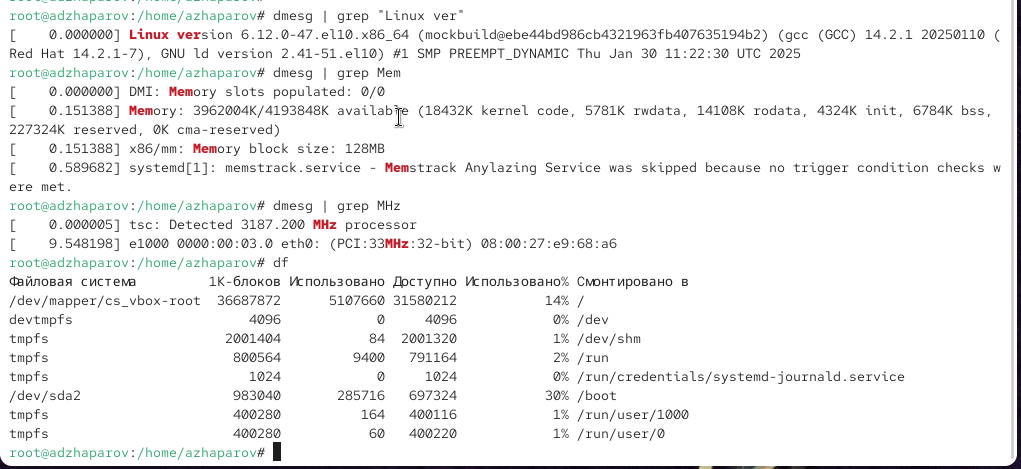 root@adzhaparov:/home/azhaparov# dmesg | grep "Linux ver"
[    0.000000] Linux version 6.12.0-47.el10.x86_64 (mockbuild@ebe44bd986cb4321963fb407635194b2) (gcc (GCC) 14.2.1 20250110 (
Red Hat 14.2.1-7), GNU ld version 2.41-51.el10) #1 SMP PREEMPT_DYNAMIC Thu Jan 30 11:22:30 UTC 2025
root@adzhaparov:/home/azhaparov# dmesg | grep Mem
[    0.000000] DMI: Memory slots populated: 0/0
[    0.151388] Memory: 3962004K/4193848K available (18432K kernel code, 5781K rwdata, 14108K rodata, 4324K init, 6784K bss,
227324K reserved, 0K cma-reserved)
[    0.151388] x86/mm: Memory block size: 128MB
[    0.589682] systemd[1]: memstrack.service - Memstrack Anylazing Service was skipped because no trigger condition checks w
ere met.
root@adzhaparov:/home/azhaparov# dmesg | grep MHz
[    0.000005] tsc: Detected 3187.200 MHz processor
[    9.548198] e1000 0000:00:03.0 eth0: (PCI:33MHz:32-bit) 08:00:27:e9:68:a6
root@adzhaparov:/home/azhaparov# df
Файловая система         1K-блоков Использовано Доступно Использовано% Смонтировано в
/dev/mapper/cs_vbox-root  36687872      5107660 31580212           14% /
devtmpfs                      4096            0     4096            0% /dev
tmpfs                      2001404           84  2001320            1% /dev/shm
tmpfs                       800564         9400   791164            2% /run
tmpfs                         1024            0     1024            0% /run/credentials/systemd-journald.service
/dev/sda2                   983040       285716   697324           30% /boot
tmpfs                       400280          164   400116            1% /run/user/1000
tmpfs                       400280           60   400220            1% /run/user/0
root@adzhaparov:/home/azhaparov#